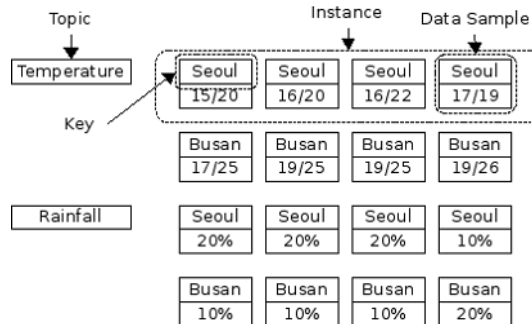 Topic Instance Data Sample
Temperature Seoul Seoul Seoul Seoul
15/20 16/20 16/22 17/19
Key
Busan Busan Busan Busan
17/25 19/25 19/25 19/26
Rainfall Seoul Seoul Seoul Seoul
20% 20% 20% 10%
Busan Busan Busan Busan
10% 10% 10% 20%